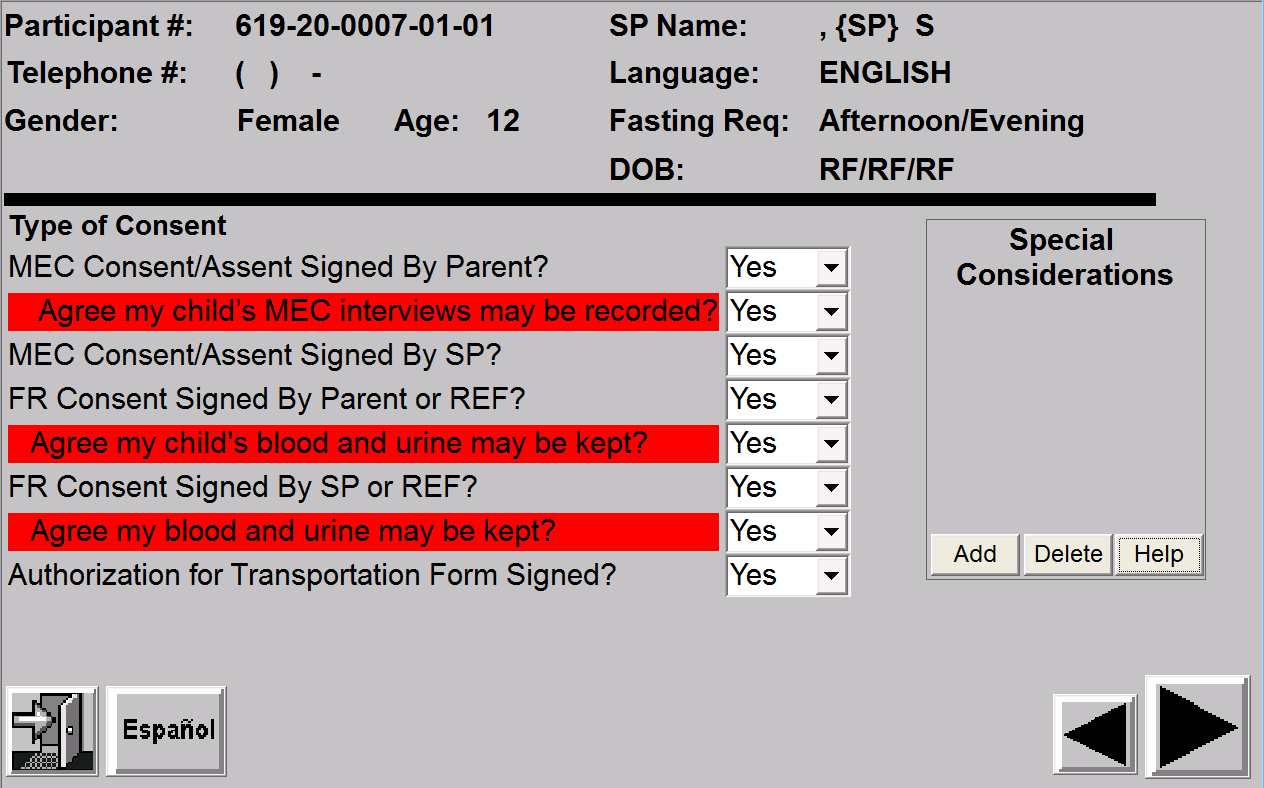 Participant #: 619-20-0007-01-01 SP Name: , {SP} S
Telephone #: ( ) - Language: ENGLISH
Gender: Female Age: 12 Fasting Req: Afternoon/Evening
DOB: RF/RF/RF
Type of Consent
MEC Consent/Assent Signed By Parent? Yes
Agree my child’s MEC interviews may be recorded? Yes
MEC Consent/Assent Signed By SP? Yes
FR Consent Signed By Parent or REF? Yes
Agree my child's blood and urine may be kept? Yes
FR Consent Signed By SP or REF? Yes
Agree my blood and urine may be kept? Yes
Authorization for Transportation Form Signed? Yes
Special
Considerations
Add Delete Help
Español